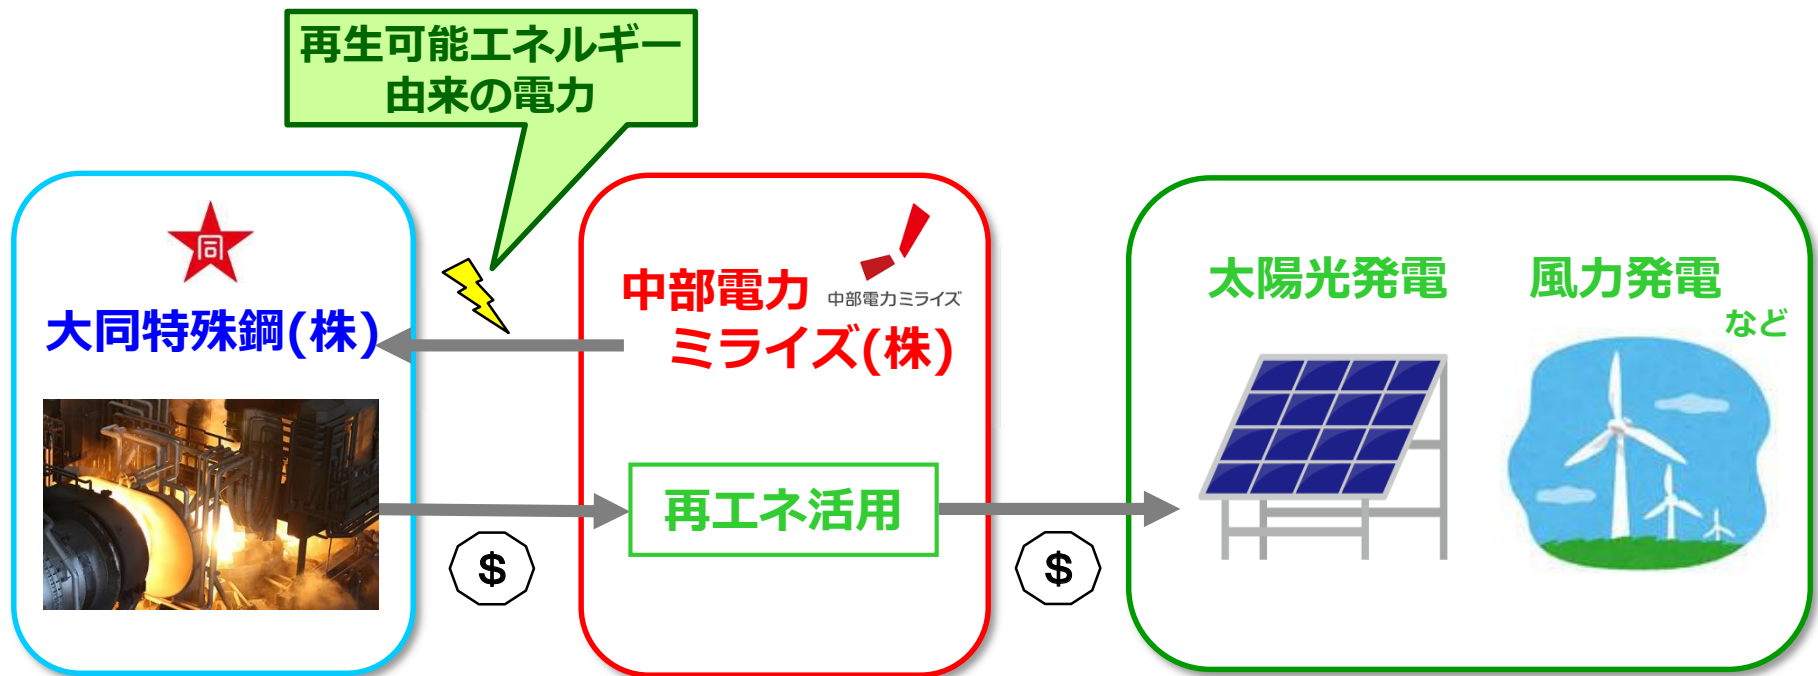 再生可能エネルギー
由来の電力
同
大同特殊鋼(株)
中部電力
中部電力ミライズ
ミライズ(株)
再エネ活用
$
$
太陽光発電
風力発電
など